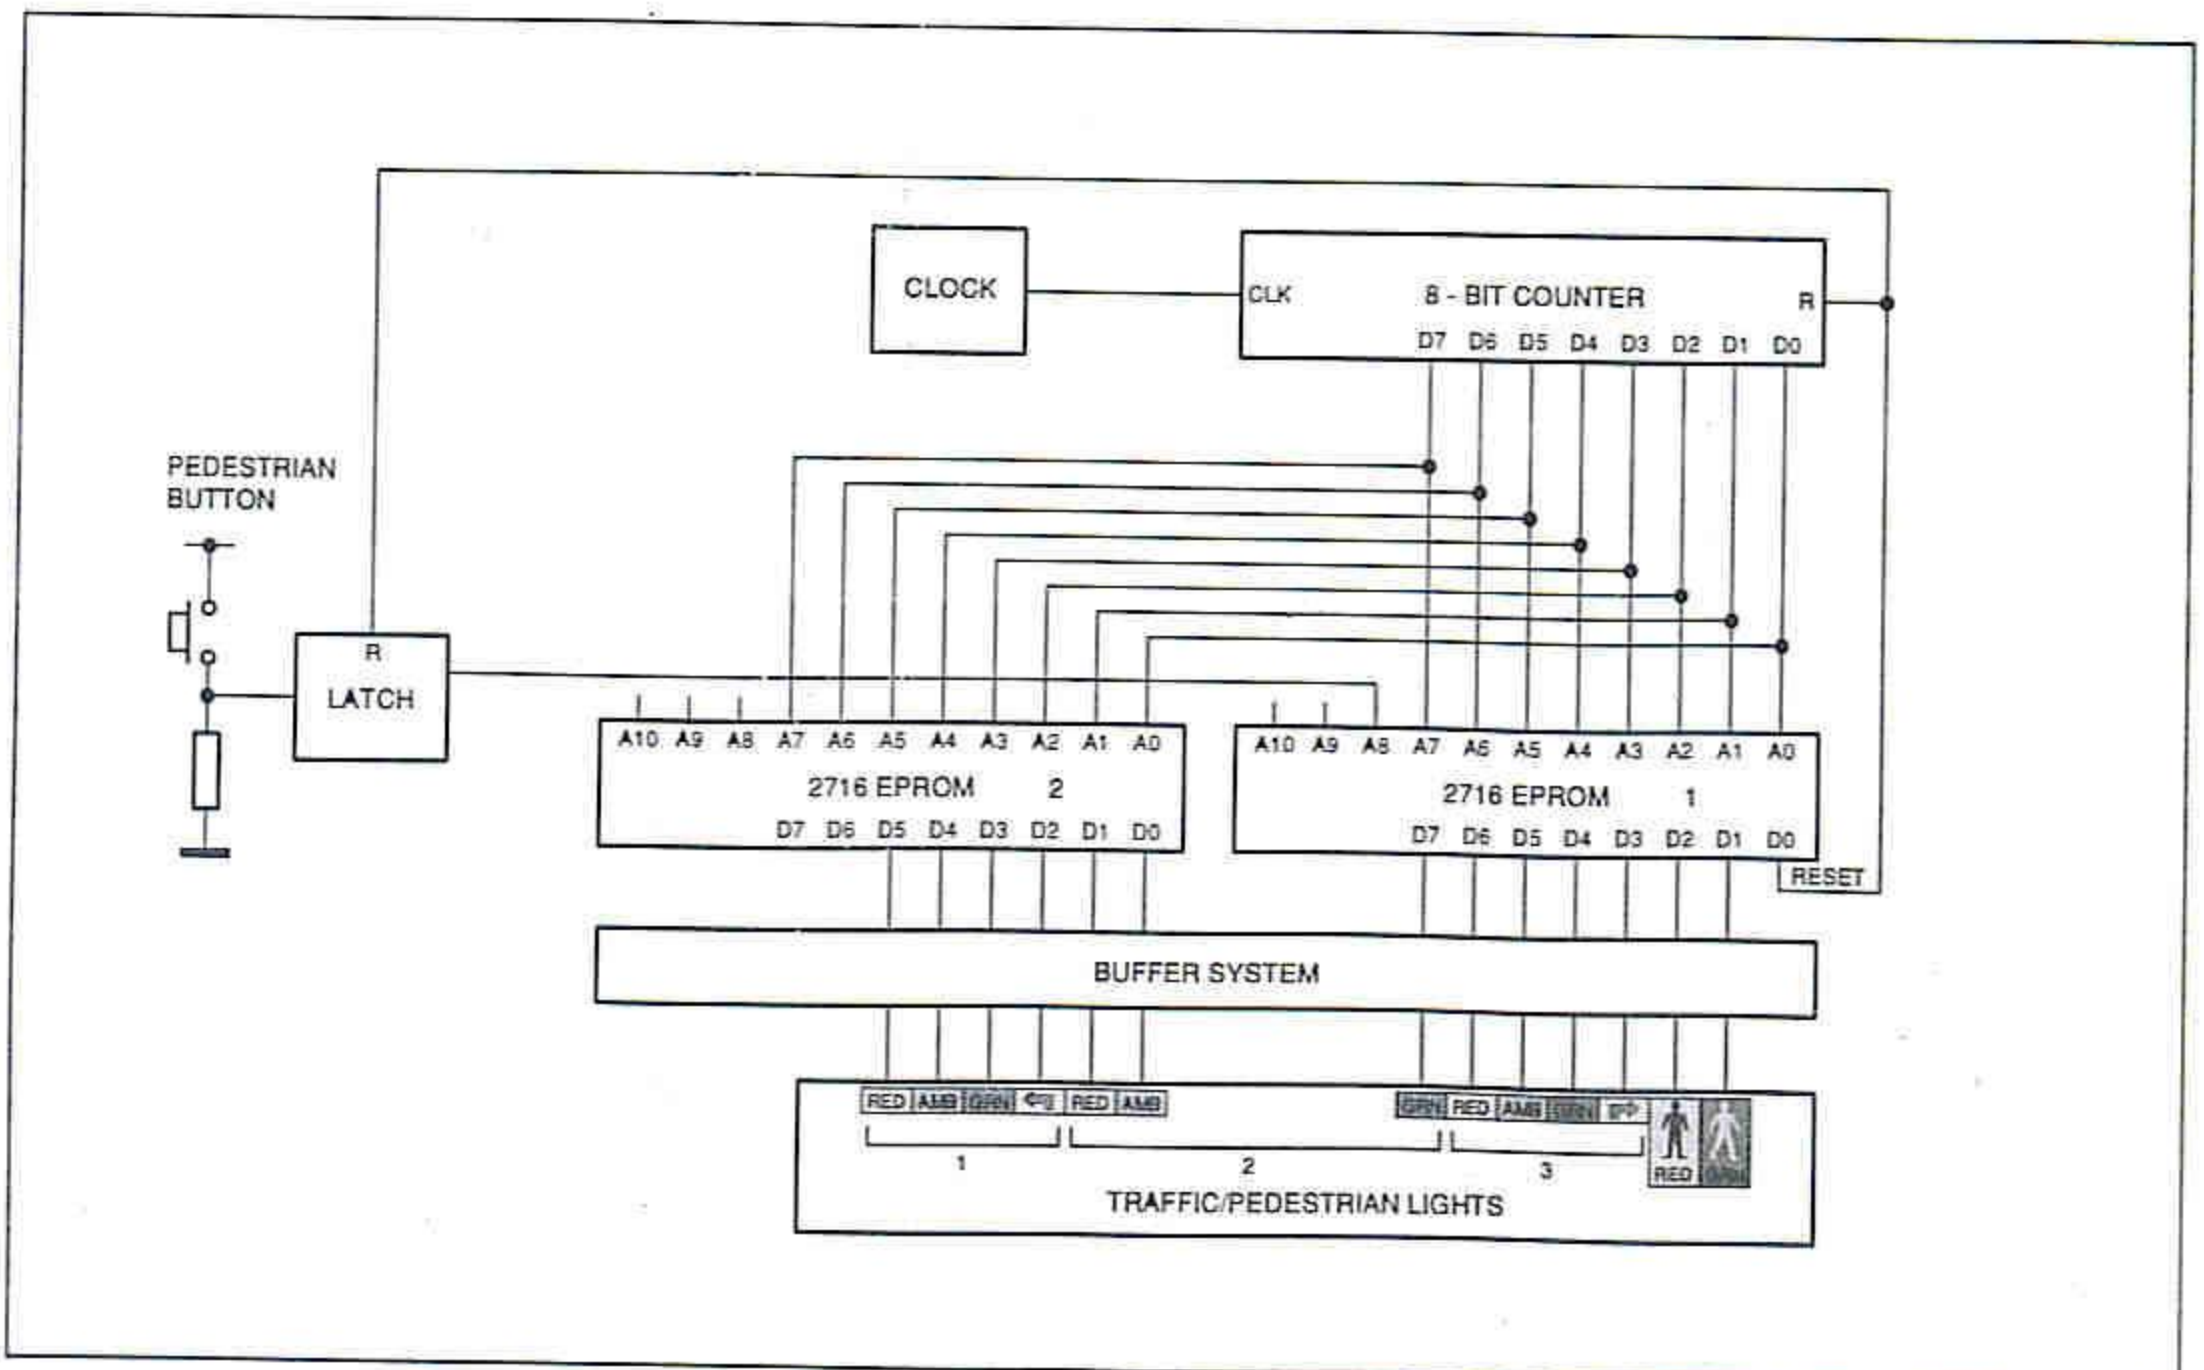 CLOCK
CLK 8 - BIT COUNTER R
D7 D6 D5 D4 D3 D2 D1 D0
PEDESTRIAN
BUTTON
R
LATCH
A10 A9 A8 A7 A6 A5 A4 A3 A2 A1 A0
2716 EPROM 2
D7 D6 D5 D4 D3 D2 D1 D0
A10 A9 A8 A7 A6 A5 A4 A3 A2 A1 A0
2716 EPROM 1
D7 D6 D5 D4 D3 D2 D1 D0
RESET
BUFFER SYSTEM
RED AMB GRN RED AMB
GRN RED AMB GRN
RED GRN
1 2 3
TRAFFIC/PEDESTRIAN LIGHTS